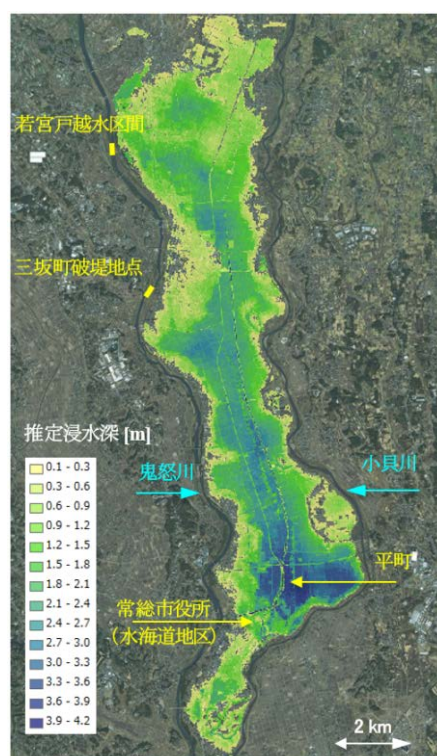 若宮戸越水区間
三坂町破堤地点
推定浸水深 [m]
0.1 - 0.3
0.3 - 0.6
0.6 - 0.9
0.9 - 1.2
1.2 - 1.5
1.5 - 1.8
1.8 - 2.1
2.1 - 2.4
2.4 - 2.7
2.7 - 3.0
3.0 - 3.3
3.3 - 3.6
3.6 - 3.9
3.9 - 4.2
鬼怒川
小貝川
平町
常総市役所
(水海道地区)
2 km